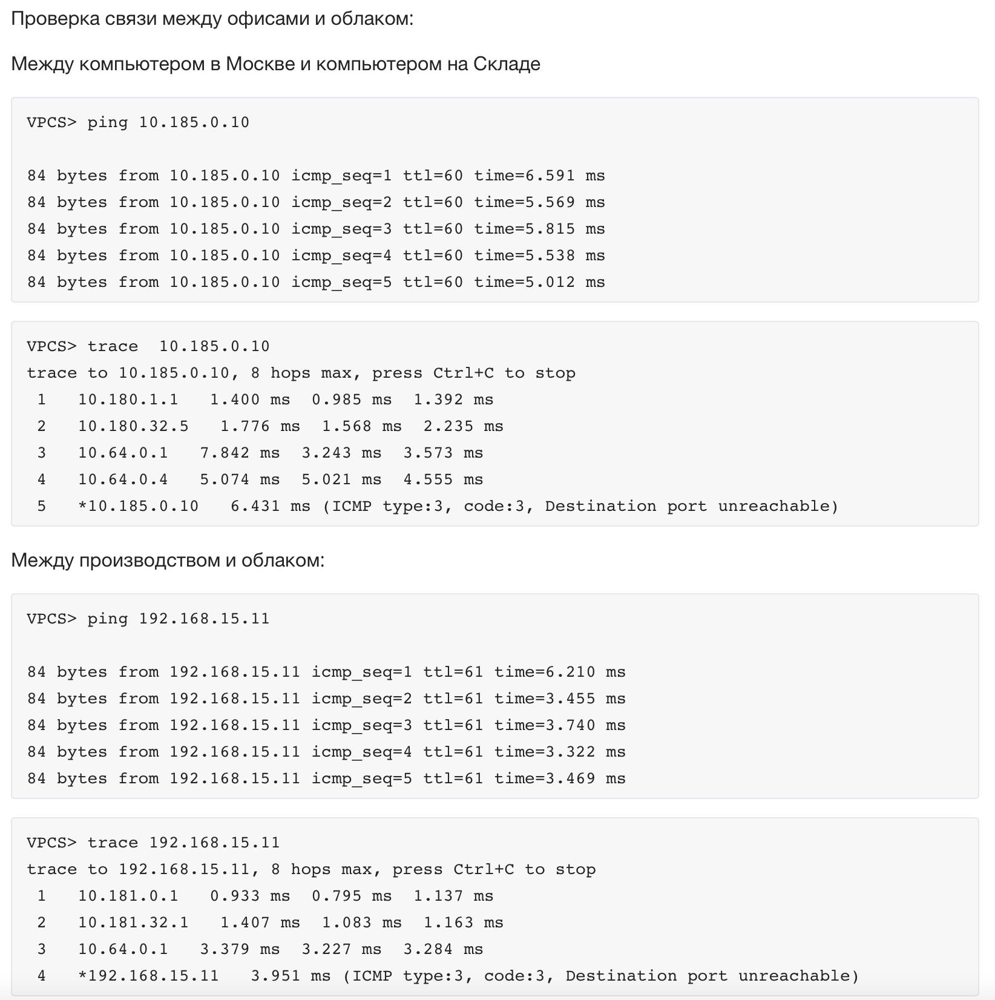 Проверка связи между офисами и облаком:
Между компьютером в Москве и компьютером на Складе
VPCS> ping 10.185.0.10
84 bytes from 10.185.0.10 icmp_seq=1 ttl=60 time=6.591 ms
84 bytes from 10.185.0.10 icmp_seq=2 ttl=60 time=5.569 ms
84 bytes from 10.185.0.10 icmp_seq=3 ttl=60 time=5.815 ms
84 bytes from 10.185.0.10 icmp_seq=4 ttl=60 time=5.538 ms
84 bytes from 10.185.0.10 icmp_seq=5 ttl=60 time=5.012 ms
VPCS> trace  10.185.0.10
trace to 10.185.0.10, 8 hops max, press Ctrl+C to stop
 1   10.180.1.1   1.400 ms  0.985 ms  1.392 ms
 2   10.180.32.5   1.776 ms  1.568 ms  2.235 ms
 3   10.64.0.1   7.842 ms  3.243 ms  3.573 ms
 4   10.64.0.4   5.074 ms  5.021 ms  4.555 ms
 5   *10.185.0.10   6.431 ms (ICMP type:3, code:3, Destination port unreachable)
Между производством и облаком:
VPCS> ping 192.168.15.11
84 bytes from 192.168.15.11 icmp_seq=1 ttl=61 time=6.210 ms
84 bytes from 192.168.15.11 icmp_seq=2 ttl=61 time=3.455 ms
84 bytes from 192.168.15.11 icmp_seq=3 ttl=61 time=3.740 ms
84 bytes from 192.168.15.11 icmp_seq=4 ttl=61 time=3.322 ms
84 bytes from 192.168.15.11 icmp_seq=5 ttl=61 time=3.469 ms
VPCS> trace 192.168.15.11
trace to 192.168.15.11, 8 hops max, press Ctrl+C to stop
 1   10.181.0.1   0.933 ms  0.795 ms  1.137 ms
 2   10.181.32.1   1.407 ms  1.083 ms  1.163 ms
 3   10.64.0.1   3.379 ms  3.227 ms  3.284 ms
 4   *192.168.15.11   3.951 ms (ICMP type:3, code:3, Destination port unreachable)